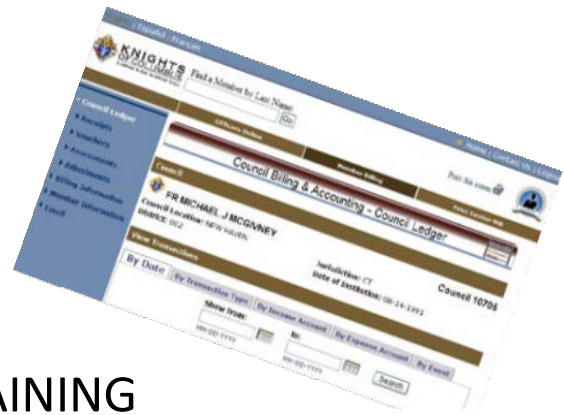 Español | Français
Home | Contact Us | Logout
KNIGHTS
OF COLUMBUS
Find a Member by Last Name
Go
Print this screen
Officers Online
Member Billing
Council Ledger
Receipts
Vouchers
Assessments
Adjustments
Billing Information
Member Information
Email
Council Billing & Accounting - Council Ledger
Council
FR MICHAEL J MCGIVNEY
Council 10705
Council Location: NEW HAVEN
Jurisdiction: CT
District: 002
Date of Institution: 08-14-1991
View Transactions
By Date
By Transaction Type
By Income Account
By Expense Account
By Event
Show from:
to:
Search
MM-DD-YYYY
MM-DD-YYYY
AINING